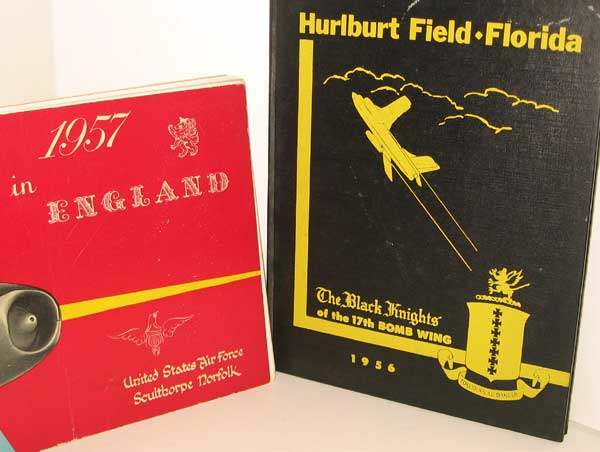 1957
in
ENGLAND
United States Air Force
Sculthorpe Norfolk
Hurlburt Field • Florida
The Black Knights
of the 17th BOMB WING
1956